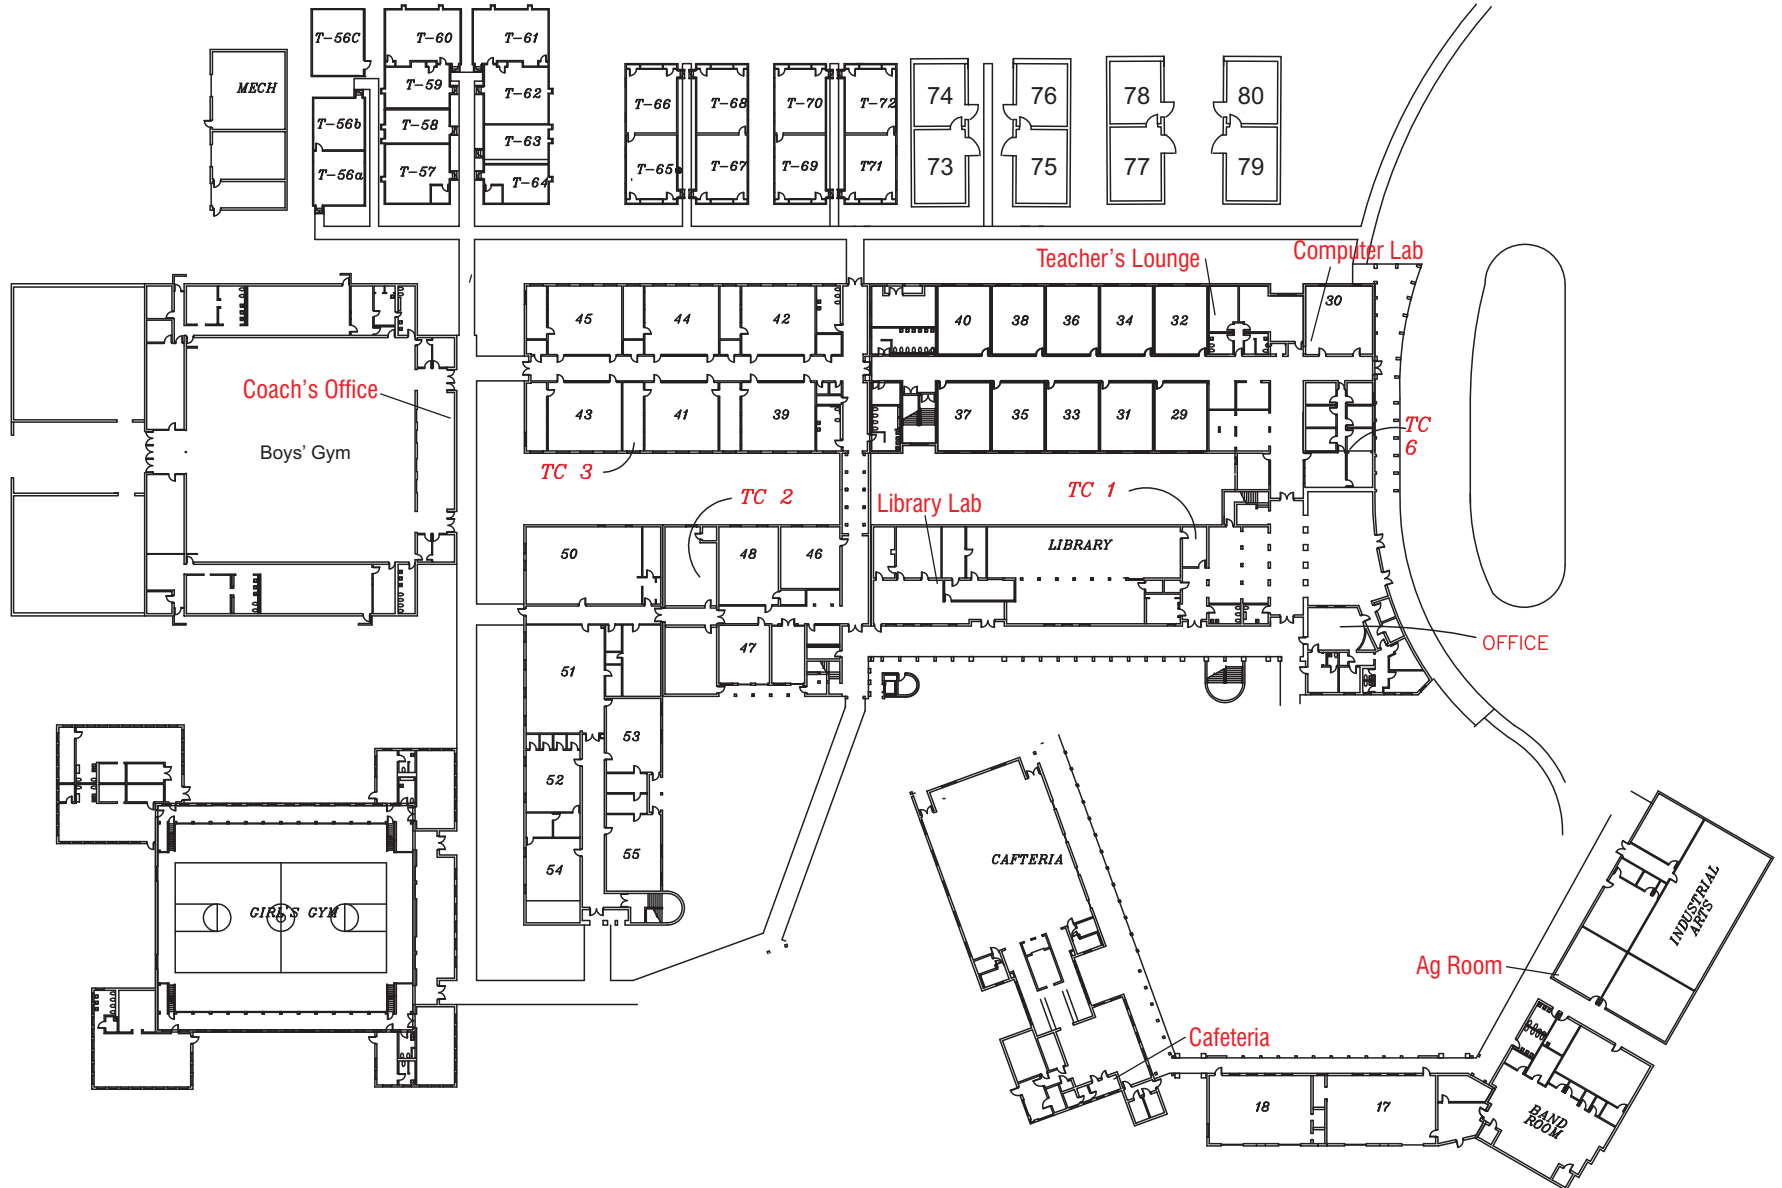 T-56C
T-60
T-61
MECH
T-59
T-62
T-66
T-68
T-70
T-72
74
76
78
80
T-56b
T-58
T-63
T-56a
T-57
T-64
T-65
T-67
T-69
T71
73
75
77
79
Teacher's Lounge
Computer Lab
45
44
42
40
38
36
34
32
30
Coach's Office
43
41
39
37
35
33
31
29
TC
6
Boys' Gym
TC 3
TC 2
Library Lab
TC 1
50
48
46
LIBRARY
OFFICE
51
47
53
52
55
54
CAFTERIA
GIRL'S GYM
INDUSTRIAL
ARTS
Ag Room
Cafeteria
18
17
BAND
ROOM